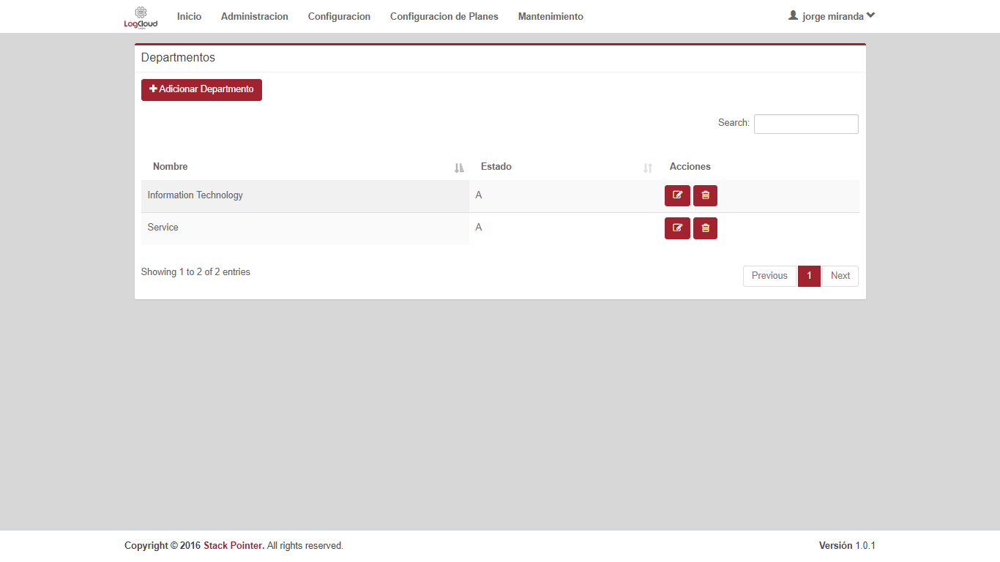 LogCloud
Inicio Administracion Configuracion Configuracion de Planes Mantenimiento jorge miranda
Departmentos
Adicionar Departmento
Search:
Nombre Estado Acciones
Information Technology A
Service A
Showing 1 to 2 of 2 entries Previous 1 Next
Copyright © 2016 Stack Pointer. All rights reserved. Versión 1.0.1